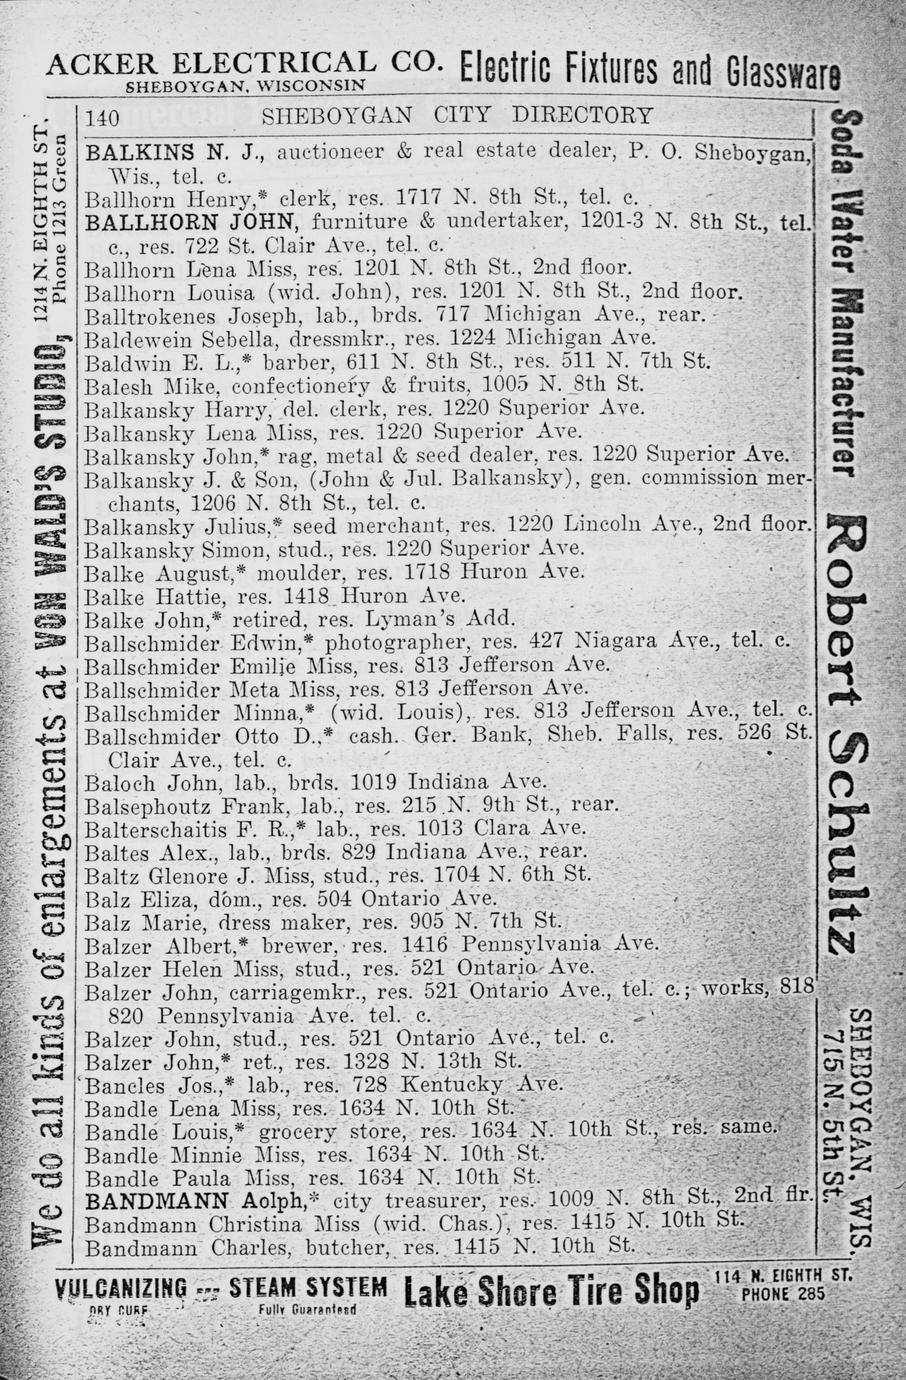 ACKER ELECTRICAL CO. Electric Fixtures and Glassware
SHEBOYGAN, WISCONSIN
140 SHEBOYGAN CITY DIRECTORY
BALKINS N. J., auctioneer & real estate dealer, P. O. Sheboygan,
Wis., tel. c.
Ballhorn Henry,* clerk, res. 1717 N. 8th St., tel. c.
BALLHORN JOHN, furniture & undertaker, 1201-3 N. 8th St., tel.
c., res. 722 St. Clair Ave., tel. c.
Ballhorn Lena Miss, res. 1201 N. 8th St., 2nd floor.
Ballhorn Louisa (wid. John), res. 1201 N. 8th St., 2nd floor.
Balltrokenes Joseph, lab., brds. 717 Michigan Ave., rear.
Baldewein Sebella, dressmkr., res. 1224 Michigan Ave.
Baldwin E. L.,* barber, 611 N. 8th St., res. 511 N. 7th St.
Balesh Mike, confectionery & fruits, 1005 N. 8th St.
Balkansky Harry, del. clerk, res. 1220 Superior Ave.
Balkansky Lena Miss, res. 1220 Superior Ave.
Balkansky John,* rag, metal & seed dealer, res. 1220 Superior Ave.
Balkansky J. & Son, (John & Jul. Balkansky), gen. commission mer-
chants, 1206 N. 8th St., tel. c.
Balkansky Julius,* seed merchant, res. 1220 Lincoln Ave., 2nd floor.
Balkansky Simon, stud., res. 1220 Superior Ave.
Balke August,* moulder, res. 1718 Huron Ave.
Balke Hattie, res. 1418 Huron Ave.
Balke John,* retired, res. Lyman's Add.
Ballschmider Edwin,* photographer, res. 427 Niagara Ave., tel. c.
Ballschmider Emilie Miss, res. 813 Jefferson Ave.
Ballschmider Meta Miss, res. 813 Jefferson Ave.
Ballschmider Minna,* (wid. Louis), res. 813 Jefferson Ave., tel. c.
Ballschmider Otto D.,* cash. Ger. Bank, Sheb. Falls, res. 526 St.
Clair Ave., tel. c.
Baloch John, lab., brds. 1019 Indiana Ave.
Balsephoutz Frank, lab., res. 215 N. 9th St., rear.
Balterschaitis F. R.,* lab., res. 1013 Clara Ave.
Baltes Alex., lab., brds. 829 Indiana Ave., rear.
Baltz Glenore J. Miss, stud., res. 1704 N. 6th St.
Balz Eliza, dom., res. 504 Ontario Ave.
Balz Marie, dress maker, res. 905 N. 7th St.
Balzer Albert,* brewer, res. 1416 Pennsylvania Ave.
Balzer Helen Miss, stud., res. 521 Ontario Ave.
Balzer John, carriagemkr., res. 521 Ontario Ave., tel. c.; works, 818
820 Pennsylvania Ave. tel. c.
Balzer John, stud., res. 521 Ontario Ave., tel. c.
Balzer John,* ret., res. 1328 N. 13th St.
Bancles Jos.,* lab., res. 728 Kentucky Ave.
Bandle Lena Miss, res. 1634 N. 10th St.
Bandle Louis,* grocery store, res. 1634 N. 10th St., res. same.
Bandle Minnie Miss, res. 1634 N. 10th St.
Bandle Paula Miss, res. 1634 N. 10th St.
BANDMANN Aolph,* city treasurer, res. 1009 N. 8th St., 2nd flr.
Bandmann Christina Miss (wid. Chas.), res. 1415 N. 10th St.
Bandmann Charles, butcher, res. 1415 N. 10th St.
We do all kinds of enlargements at WON WALD'S STUDIO, 1214 N. EIGHTH ST.
Phone 1213 Green
Soda Water Manufacturer Robert Schultz SHEBOYGAN, WIS.
715 N. 5th St.
VULCANIZING --- STEAM SYSTEM Lake Shore Tire Shop 114 N. EIGHTH ST.
DRY CURE Fully Guaranteed PHONE 285